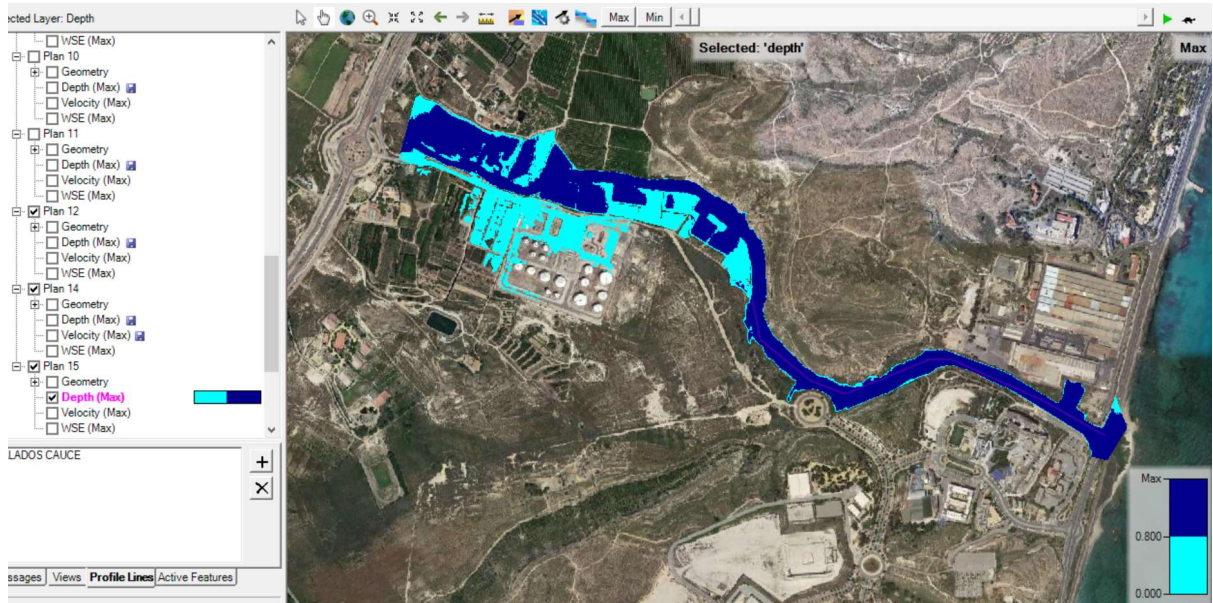 ected Layer: Depth
Max
Min
WSE (Max)
Plan 10
Geometry
Depth (Max)
Velocity (Max)
WSE (Max)
Plan 11
Geometry
Depth (Max)
Velocity (Max)
WSE (Max)
Plan 12
Geometry
Depth (Max)
Velocity (Max)
WSE (Max)
Plan 14
Geometry
Depth (Max)
Velocity (Max)
WSE (Max)
Plan 15
Geometry
Depth (Max)
Velocity (Max)
WSE (Max)
LADOS CAUCE
ssages Views Profile Lines Active Features
Selected: 'depth'
Max
Max
0.800
0.000